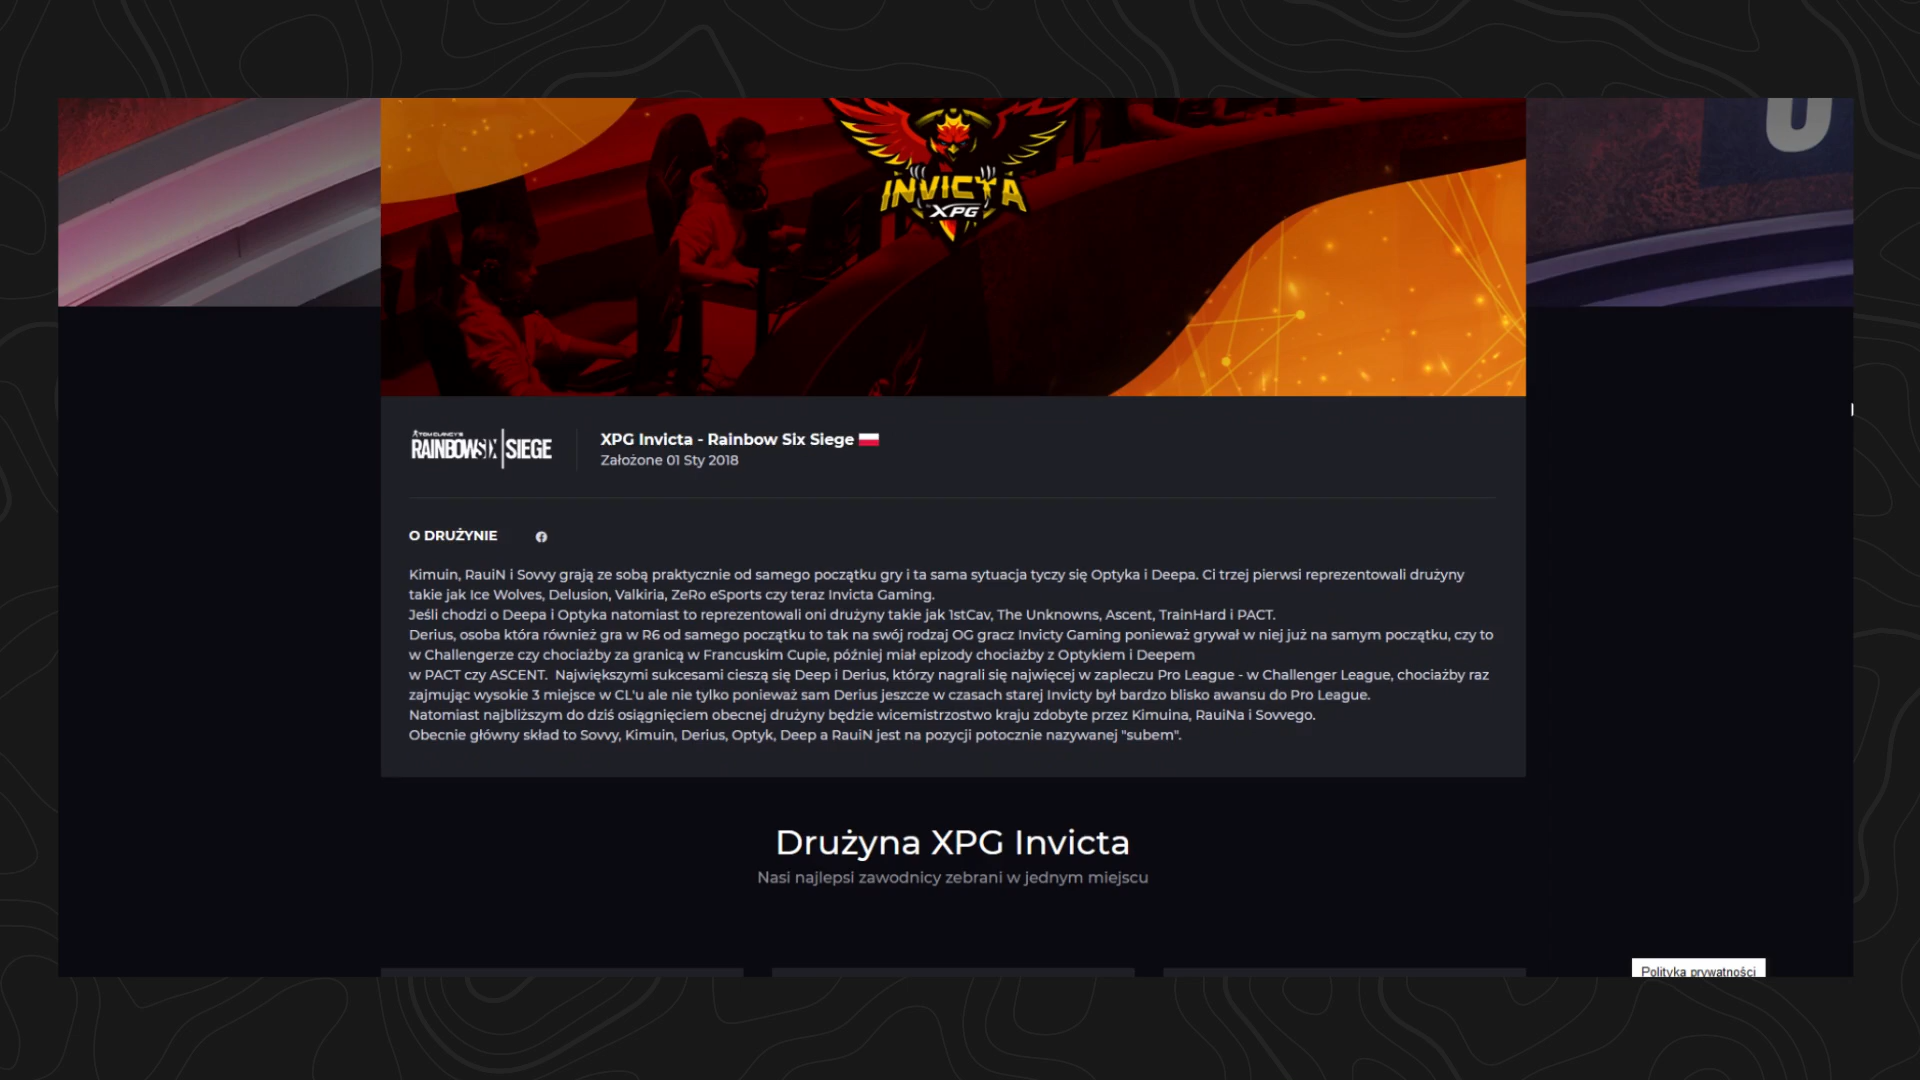 U
INVICTA
XPG
TOM CLANCY'S
RAINBOWSIX | SIEGE
XPG Invicta - Rainbow Six Siege
Założone 01 Sty 2018
O DRUŻYNIE
Kimuin, RauiN i Sovvy grają ze sobą praktycznie od samego początku gry i ta sama sytuacja tyczy się Optyka i Deepa. Ci trzej pierwsi reprezentowali drużyny
takie jak Ice Wolves, Delusion, Valkiria, ZeRo eSports czy teraz Invicta Gaming.
Jeśli chodzi o Deepa i Optyka natomiast to reprezentowali oni drużyny takie jak 1stCav, The Unknowns, Ascent, TrainHard i PACT.
Derius, osoba która również gra w R6 od samego początku to tak na swój rodzaj OG gracz Invicty Gaming ponieważ grywał w niej już na samym początku, czy to
w Challengerze czy chociażby za granicą w Francuskim Cupie, później miał epizody chociażby z Optykiem i Deepem
w PACT czy ASCENT.  Największymi sukcesami cieszą się Deep i Derius, którzy nagrali się najwięcej w zapleczu Pro League - w Challenger League, chociażby raz
zajmując wysokie 3 miejsce w CL'u ale nie tylko ponieważ sam Derius jeszcze w czasach starej Invicty był bardzo blisko awansu do Pro League.
Natomiast najbliższym do dziś osiągnięciem obecnej drużyny będzie wicemistrzostwo kraju zdobyte przez Kimuina, RauiNa i Sovvego.
Obecnie główny skład to Sovvy, Kimuin, Derius, Optyk, Deep a RauiN jest na pozycji potocznie nazywanej "subem".
Drużyna XPG Invicta
Nasi najlepsi zawodnicy zebrani w jednym miejscu
Polityka prywatności